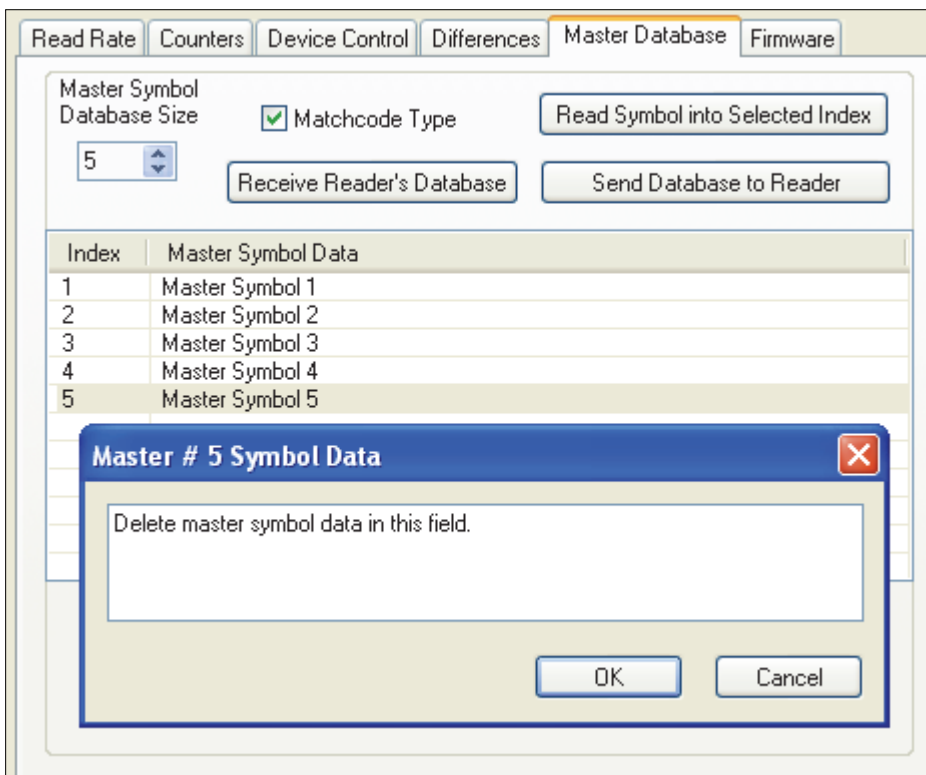 Read Rate Counters Device Control Differences Master Database Firmware
Master Symbol
Database Size
Matchcode Type
Read Symbol into Selected Index
5
Receive Reader's Database
Send Database to Reader
Index Master Symbol Data
1 Master Symbol 1
2 Master Symbol 2
3 Master Symbol 3
4 Master Symbol 4
5 Master Symbol 5
Master # 5 Symbol Data
Delete master symbol data in this field.
OK Cancel